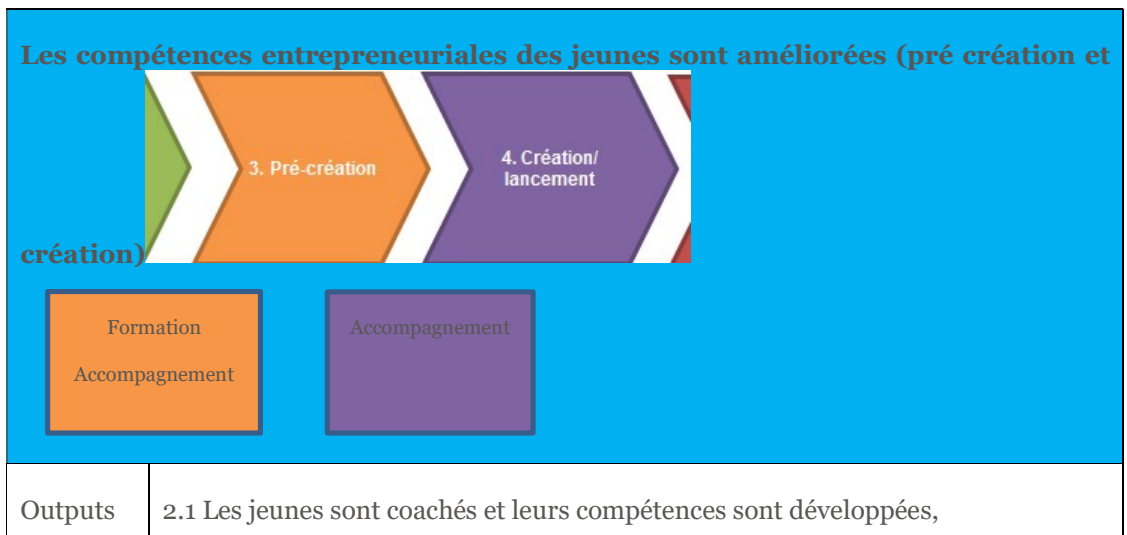 Les compétences entrepreneuriales des jeunes sont améliorées (pré création et
3. Pré-création
4. Création/
lancement
création)
Formation
Accompagnement
Accompagnement
Outputs
2.1 Les jeunes sont coachés et leurs compétences sont développées,